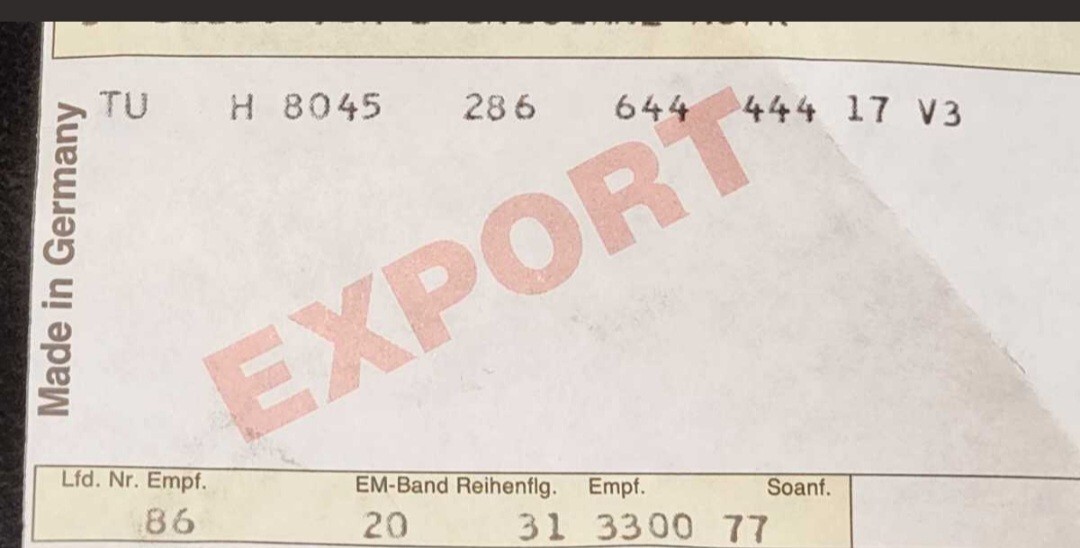 TU H 8045 286 644 444 17 V3
Made in Germany
EXPORT
Lfd. Nr. Empf. EM-Band Reihenflg. Empf. Soanf.
86 20 31 3300 77